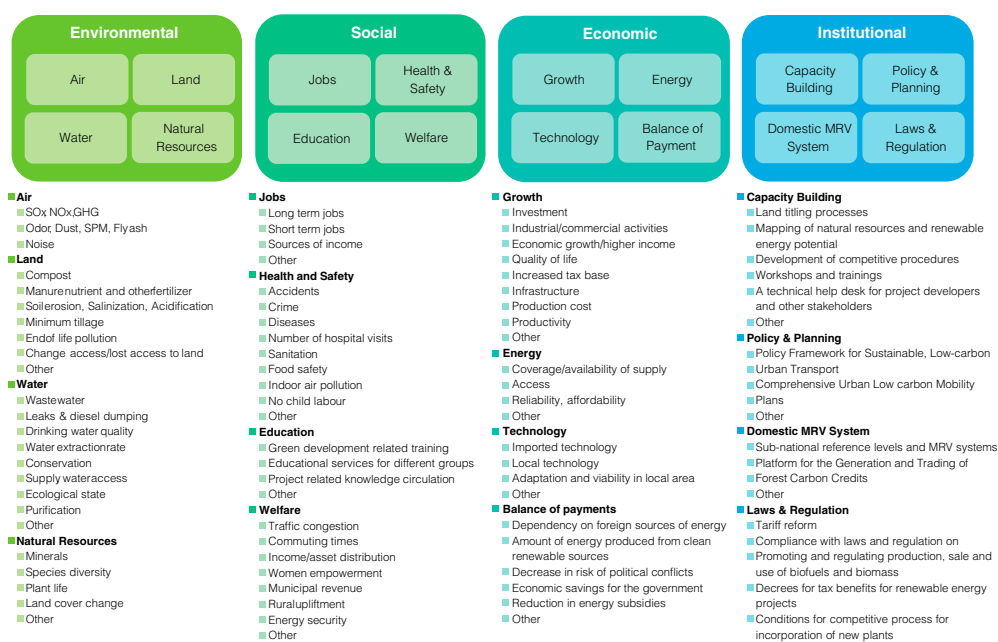 Environmental
Air
Land
Water
Natural
Resources
Air
SOx, NOx,GHG
Odor, Dust, SPM, Fly ash
Noise
Land
Compost
Manure nutrient and other fertilizer
Soil erosion, Salinization, Acidification
Minimum tillage
End of life pollution
Change access/lost access to land
Other
Water
Wastewater
Leaks & diesel dumping
Drinking water quality
Water extraction rate
Conservation
Supply water access
Ecological state
Purification
Other
Natural Resources
Minerals
Species diversity
Plant life
Land cover change
Other
Social
Jobs
Health &
Safety
Education
Welfare
Jobs
Long term jobs
Short term jobs
Sources of income
Other
Health and Safety
Accidents
Crime
Diseases
Number of hospital visits
Sanitation
Food safety
Indoor air pollution
No child labour
Other
Education
Green development related training
Educational services for different groups
Project related knowledge circulation
Other
Welfare
Traffic congestion
Commuting times
Income/asset distribution
Women empowerment
Municipal revenue
Rural upliftment
Energy security
Other
Economic
Growth
Energy
Technology
Balance of
Payment
Growth
Investment
Industrial/commercial activities
Economic growth/higher income
Quality of life
Increased tax base
Infrastructure
Production cost
Productivity
Other
Energy
Coverage/availability of supply
Access
Reliability, affordability
Other
Technology
Imported technology
Local technology
Adaptation and viability in local area
Other
Balance of payments
Dependency on foreign sources of energy
Amount of energy produced from clean
renewable sources
Decrease in risk of political conflicts
Economic savings for the government
Reduction in energy subsidies
Other
Institutional
Capacity
Building
Policy &
Planning
Domestic MRV
System
Laws &
Regulation
Capacity Building
Land titling processes
Mapping of natural resources and renewable
energy potential
Development of competitive procedures
Workshops and trainings
A technical help desk for project developers
and other stakeholders
Other
Policy & Planning
Policy Framework for Sustainable, Low-carbon
Urban Transport
Comprehensive Urban Low carbon Mobility
Plans
Other
Domestic MRV System
Sub-national reference levels and MRV systems
Platform for the Generation and Trading of
Forest Carbon Credits
Other
Laws & Regulation
Tariff reform
Compliance with laws and regulation on
Promoting and regulating production, sale and
use of biofuels and biomass
Decrees for tax benefits for renewable energy
projects
Conditions for competitive process for
incorporation of new plants